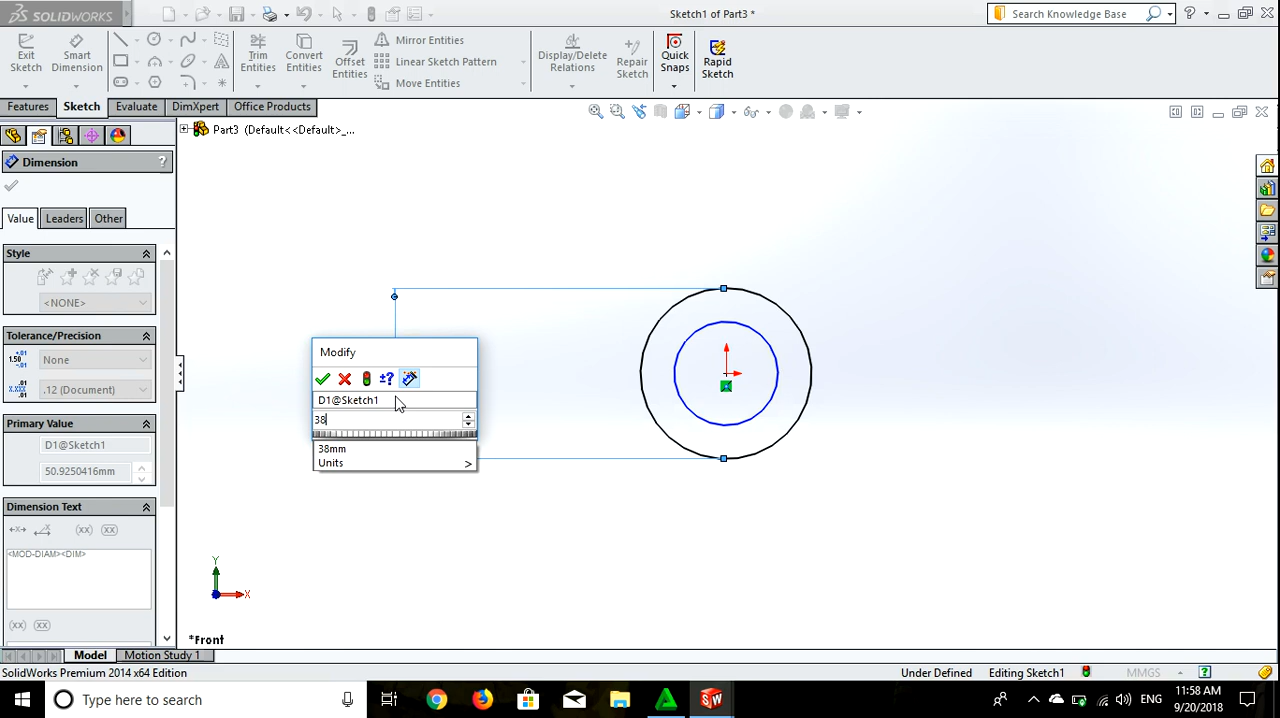 SOLIDWORKS
Sketch1 of Part3 *
Search Knowledge Base
Exit Sketch
Smart Dimension
Trim Entities
Convert Entities
Offset Entities
Mirror Entities
Linear Sketch Pattern
Move Entities
Display/Delete Relations
Repair Sketch
Quick Snaps
Rapid Sketch
Features
Sketch
Evaluate
DimXpert
Office Products
Part3 (Default<<Default>_...
Dimension
?
Value
Leaders
Other
Style
<NONE>
Tolerance/Precision
None
.12 (Document)
Primary Value
D1@Sketch1
50.9250416mm
Dimension Text
<MOD-DIAM><DIM>
Modify
D1@Sketch1
38
38mm
Units >
Y
X
*Front
Model
Motion Study 1
SolidWorks Premium 2014 x64 Edition
Under Defined
Editing Sketch1
MMGS
Type here to search
ENG
11:58 AM
9/20/2018